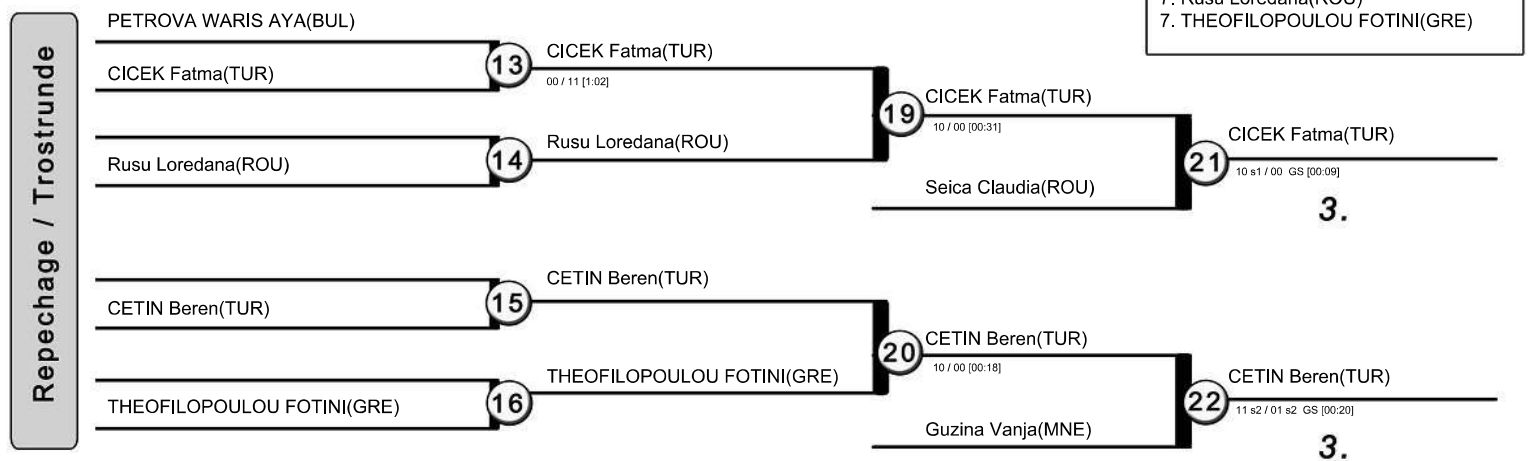 7. Rusu Loredana(ROU)
7. THEOFILOPOULOU FOTINI(GRE)
Repechage / Trostrunde
PETROVA WARIS AYA(BUL)
CICEK Fatma(TUR)
13
CICEK Fatma(TUR)
00 / 11 [1:02]
Rusu Loredana(ROU)
14
Rusu Loredana(ROU)
19
CICEK Fatma(TUR)
10 / 00 [00:31]
Seica Claudia(ROU)
21
CICEK Fatma(TUR)
10 s1 / 00 GS [00:09]
3.
CETIN Beren(TUR)
15
CETIN Beren(TUR)
THEOFILOPOULOU FOTINI(GRE)
16
THEOFILOPOULOU FOTINI(GRE)
20
CETIN Beren(TUR)
10 / 00 [00:18]
Guzina Vanja(MNE)
22
CETIN Beren(TUR)
11 s2 / 01 s2 GS [00:20]
3.